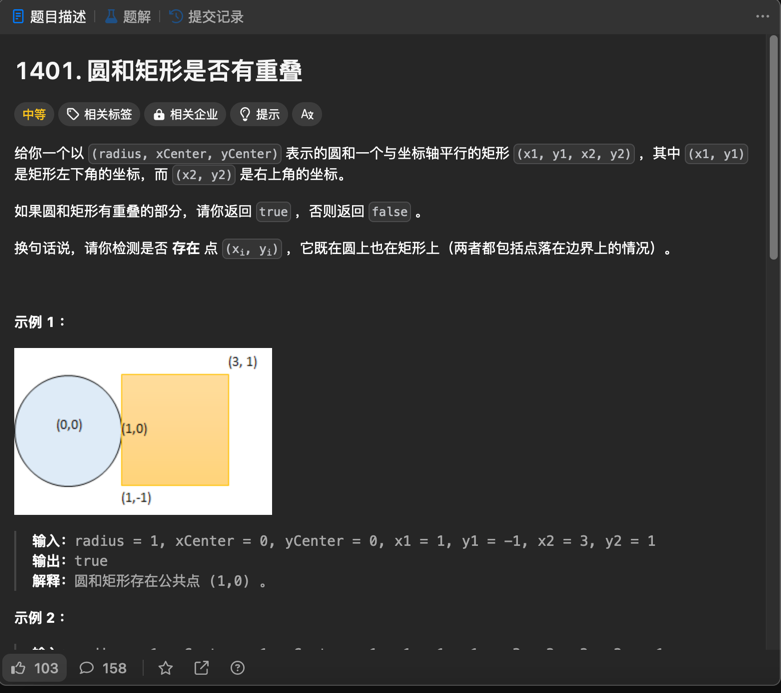 题目描述 题解 提交记录
1401. 圆和矩形是否有重叠
中等 相关标签 相关企业 提示
给你一个以 (radius, xCenter, yCenter) 表示的圆和一个与坐标轴平行的矩形 (x1, y1, x2, y2) ，其中 (x1, y1)
是矩形左下角的坐标，而 (x2, y2) 是右上角的坐标。
如果圆和矩形有重叠的部分，请你返回 true ，否则返回 false 。
换句话说，请你检测是否 存在 点 (xi, yi) ，它既在圆上也在矩形上（两者都包括点落在边界上的情况）。
示例 1 ：
(3, 1)
(0,0) (1,0)
(1,-1)
输入：radius = 1, xCenter = 0, yCenter = 0, x1 = 1, y1 = -1, x2 = 3, y2 = 1
输出：true
解释：圆和矩形存在公共点 (1,0) 。
示例 2 ：
103 158